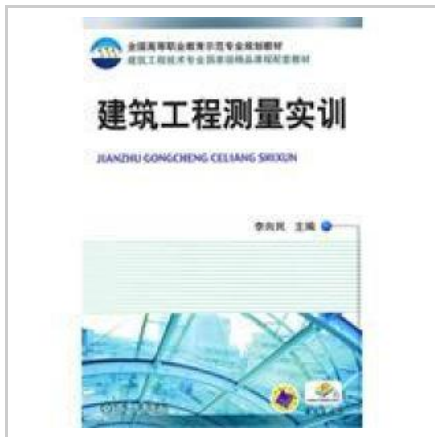 全国高等职业教育示范专业规划教材
建筑工程技术专业国家级精品课程配套教材
建筑工程测量实训
JIANZHU GONGCHENG CELIANG SHIXUN
李向民 主编